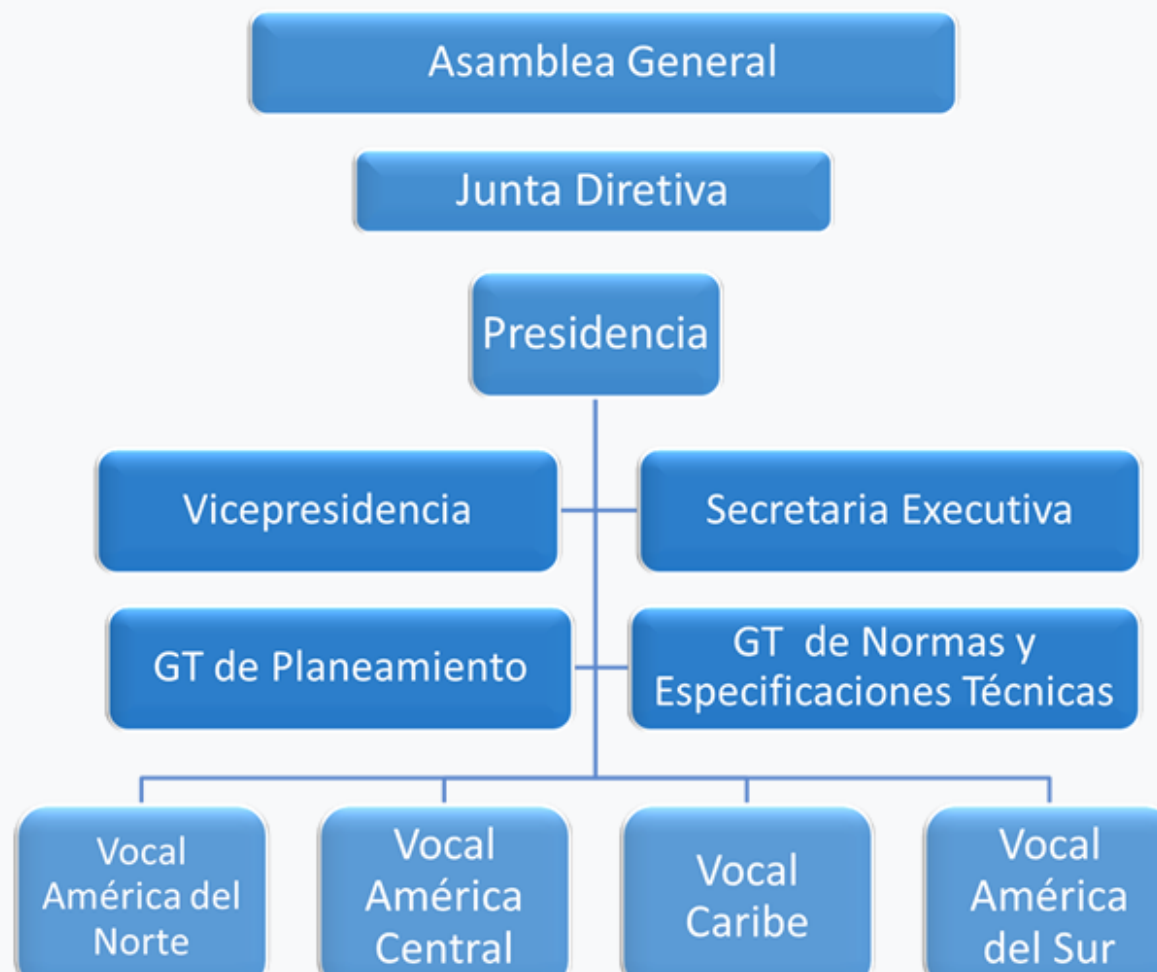 Asamblea General
Junta Diretiva
Presidencia
Vicepresidencia
Secretaria Executiva
GT de Planeamiento
GT de Normas y
Especificaciones Técnicas
Vocal
América del
Norte
Vocal
América
Central
Vocal
Caribe
Vocal
América
del Sur